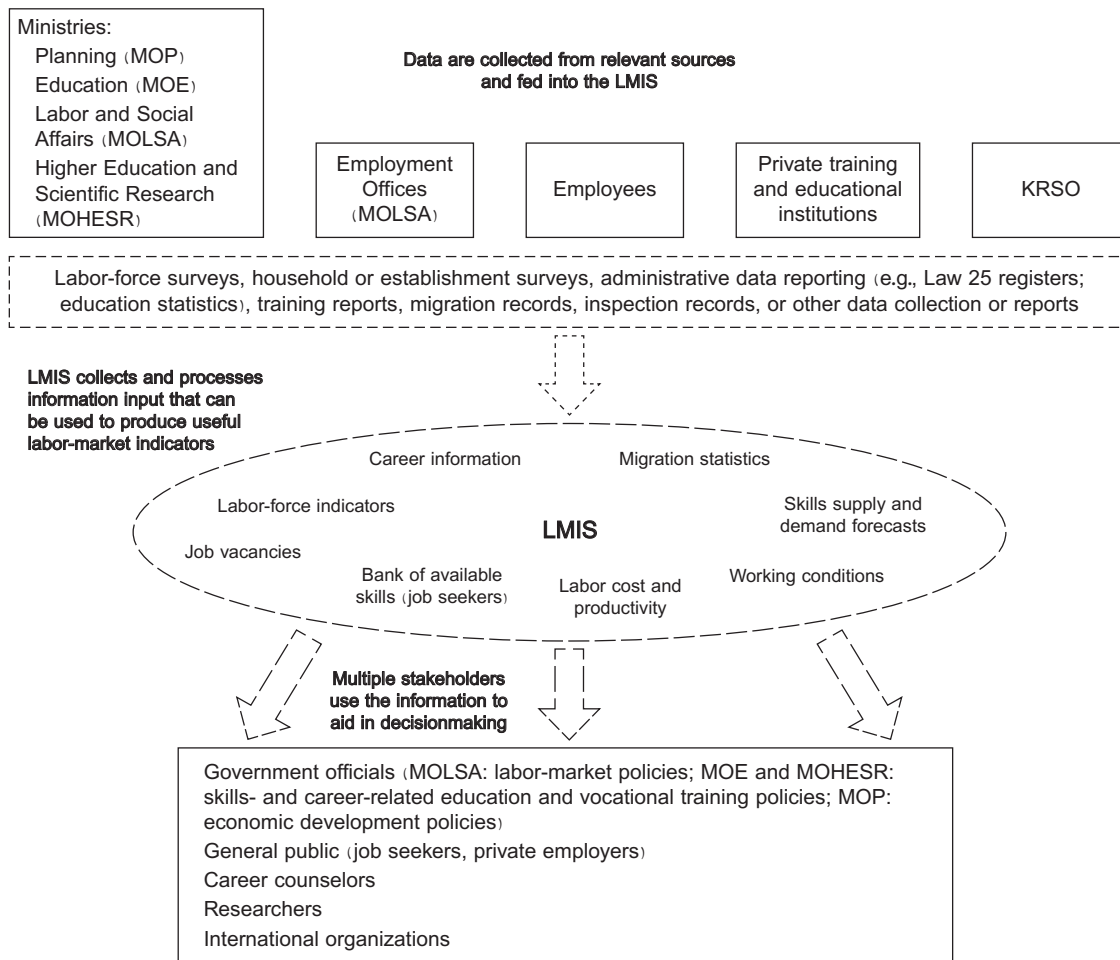 Ministries:
Planning (MOP)
Education (MOE)
Labor and Social
Affairs (MOLSA)
Higher Education and
Scientific Research
(MOHESR)
Data are collected from relevant sources
and fed into the LMIS
Employment
Offices
(MOLSA)
Employees
Private training
and educational
institutions
KRSO
Labor-force surveys, household or establishment surveys, administrative data reporting (e.g., Law 25 registers;
education statistics), training reports, migration records, inspection records, or other data collection or reports
LMIS collects and processes
information input that can
be used to produce useful
labor-market indicators
Career information
Migration statistics
Labor-force indicators
Skills supply and
demand forecasts
LMIS
Job vacancies
Bank of available
skills (job seekers)
Labor cost and
productivity
Working conditions
Multiple stakeholders
use the information to
aid in decisionmaking
Government officials (MOLSA: labor-market policies; MOE and MOHESR:
skills- and career-related education and vocational training policies; MOP:
economic development policies)
General public (job seekers, private employers)
Career counselors
Researchers
International organizations